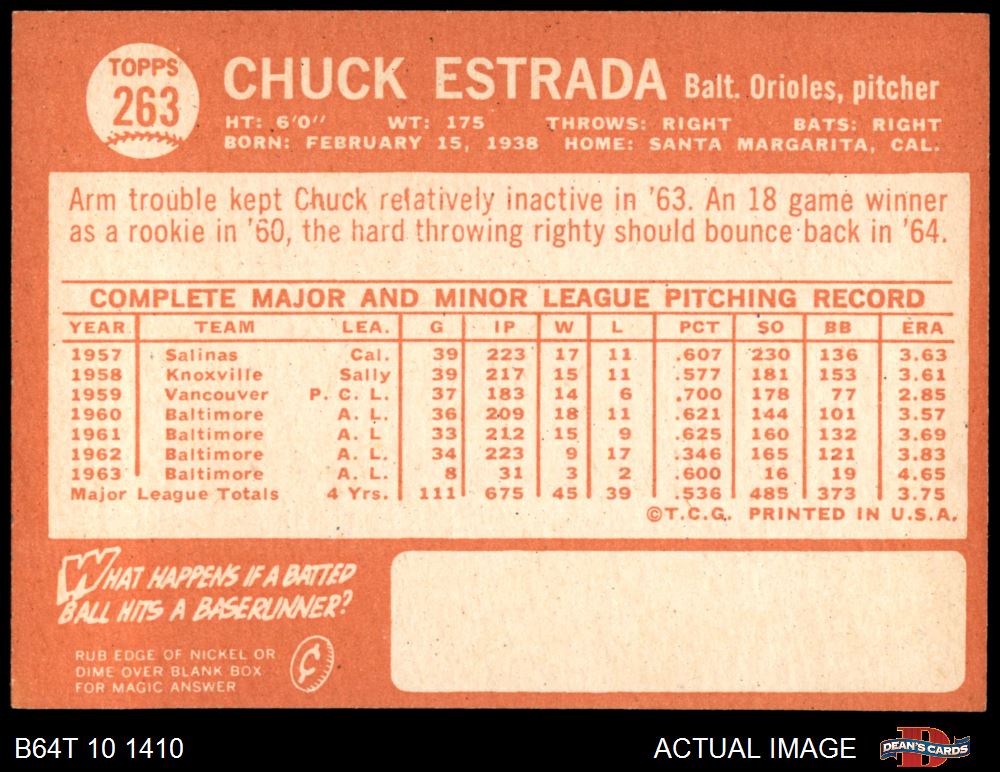 TOPPS
263
CHUCK ESTRADA Balt. Orioles, pitcher
HT: 6'0" WT: 175 THROWS: RIGHT BATS: RIGHT
BORN: FEBRUARY 15, 1938 HOME: SANTA MARGARITA, CAL.
Arm trouble kept Chuck relatively inactive in '63. An 18 game winner
as a rookie in '60, the hard throwing righty should bounce back in '64.
COMPLETE MAJOR AND MINOR LEAGUE PITCHING RECORD
YEAR TEAM LEA. G IP W L PCT SO BB ERA
1957 Salinas Cal. 39 223 17 11 .607 230 136 3.63
1958 Knoxville Sally 39 217 15 11 .577 181 153 3.61
1959 Vancouver P. C. L. 37 183 14 6 .700 178 77 2.85
1960 Baltimore A. L. 36 209 18 11 .621 144 101 3.57
1961 Baltimore A. L 33 212 15 9 .625 160 132 3.69
1962 Baltimore A. L. 34 223 9 17 .346 165 121 3.83
1963 Baltimore A. L. 8 31 3 2 .600 16 19 4.65
Major League Totals 4 Yrs. 111 675 45 39 .536 485 373 3.75
©T.C.G. PRINTED IN U.S.A.
WHAT HAPPENS IF A BATTED
BALL HITS A BASERUNNER?
RUB EDGE OF NICKEL OR
DIME OVER BLANK BOX
FOR MAGIC ANSWER
¢
B64T 10 1410 ACTUAL IMAGE D DEAN'S CARDS